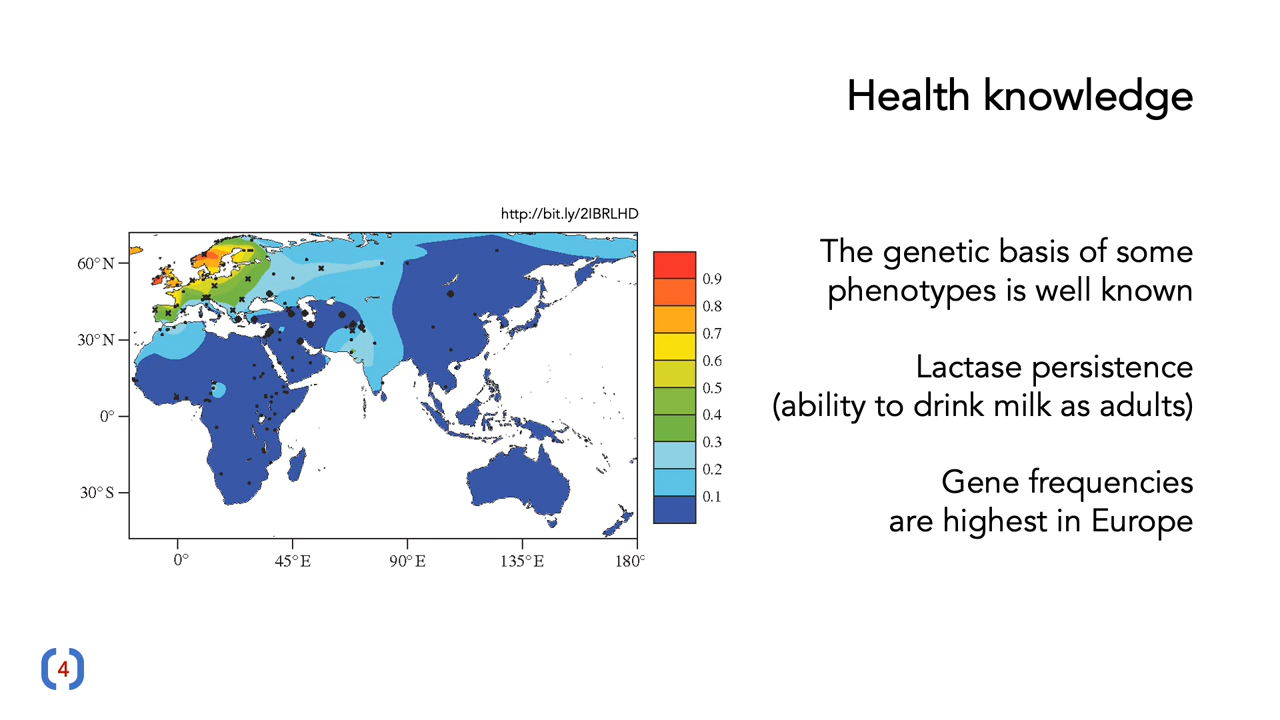 Health knowledge
http://bit.ly/2IBRLHD
60°N
30°N
0°
30°S
0°
45°E
90°E
135°E
180°
0.9
0.8
0.7
0.6
0.5
0.4
0.3
0.2
0.1
The genetic basis of some
phenotypes is well known
Lactase persistence
(ability to drink milk as adults)
Gene frequencies
are highest in Europe
4